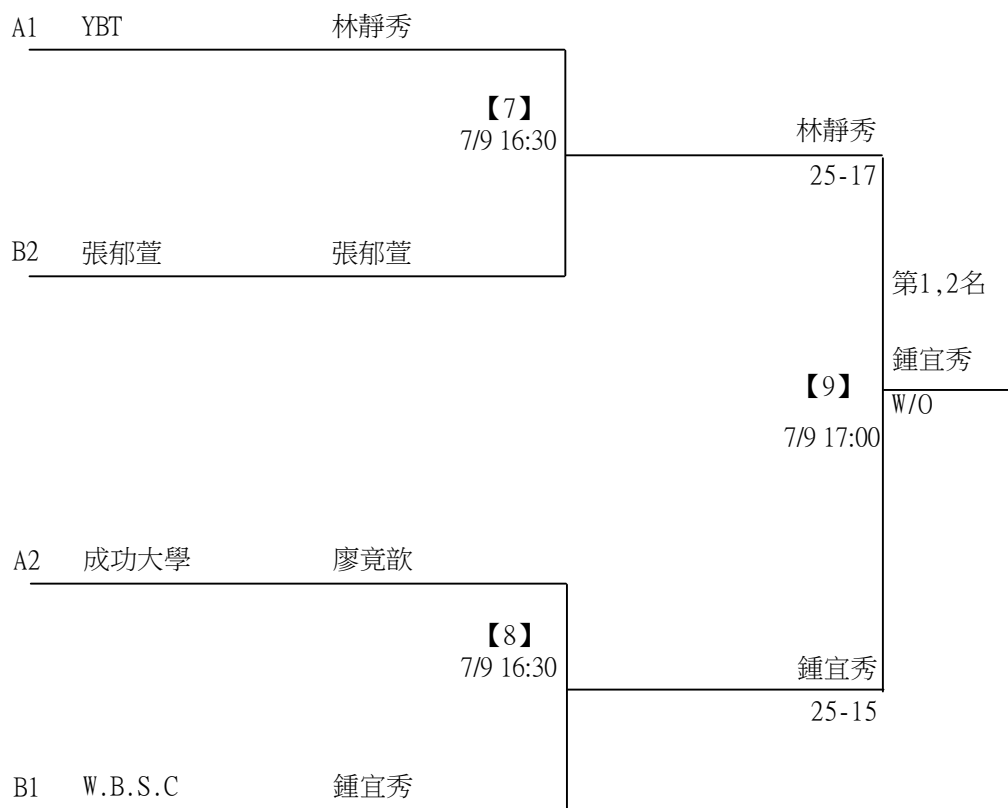 A1 YBT 林靜秀
【7】
7/9 16:30
林靜秀
25-17
B2 張郁萱 張郁萱
第1,2名
鍾宜秀
【9】
W/O
7/9 17:00
A2 成功大學 廖竟歆
【8】
7/9 16:30
鍾宜秀
25-15
B1 W.B.S.C 鍾宜秀